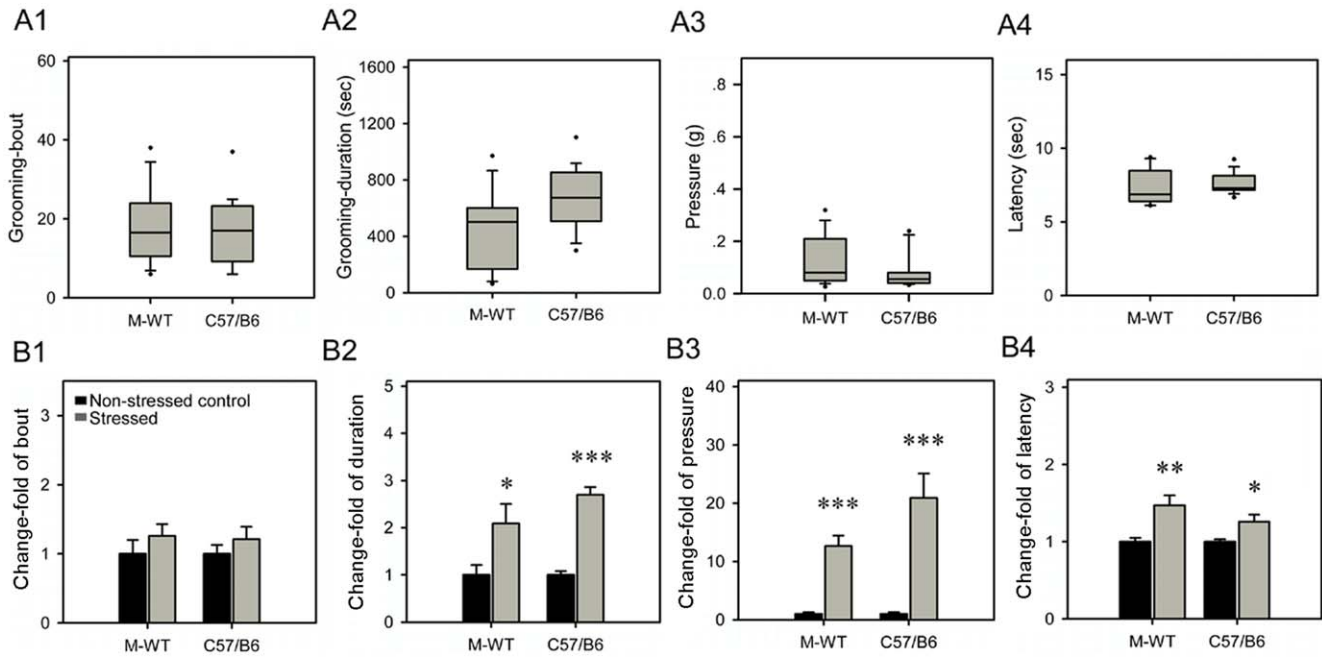 A1
Grooming-bout
60
40
20
0
M-WT C57/B6
A2
Grooming-duration (sec)
1600
1200
800
400
0
M-WT C57/B6
A3
Pressure (g)
.8
.6
.4
.2
0.0
M-WT C57/B6
A4
Latency (sec)
15
10
5
0
M-WT C57/B6
B1
Change-fold of bout
3
2
1
0
Non-stressed control
Stressed
M-WT C57/B6
B2
Change-fold of duration
5
4
3
2
1
0
*
***
M-WT C57/B6
B3
Change-fold of pressure
40
30
20
10
0
***
***
M-WT C57/B6
B4
Change-fold of latency
3
2
1
0
**
*
M-WT C57/B6